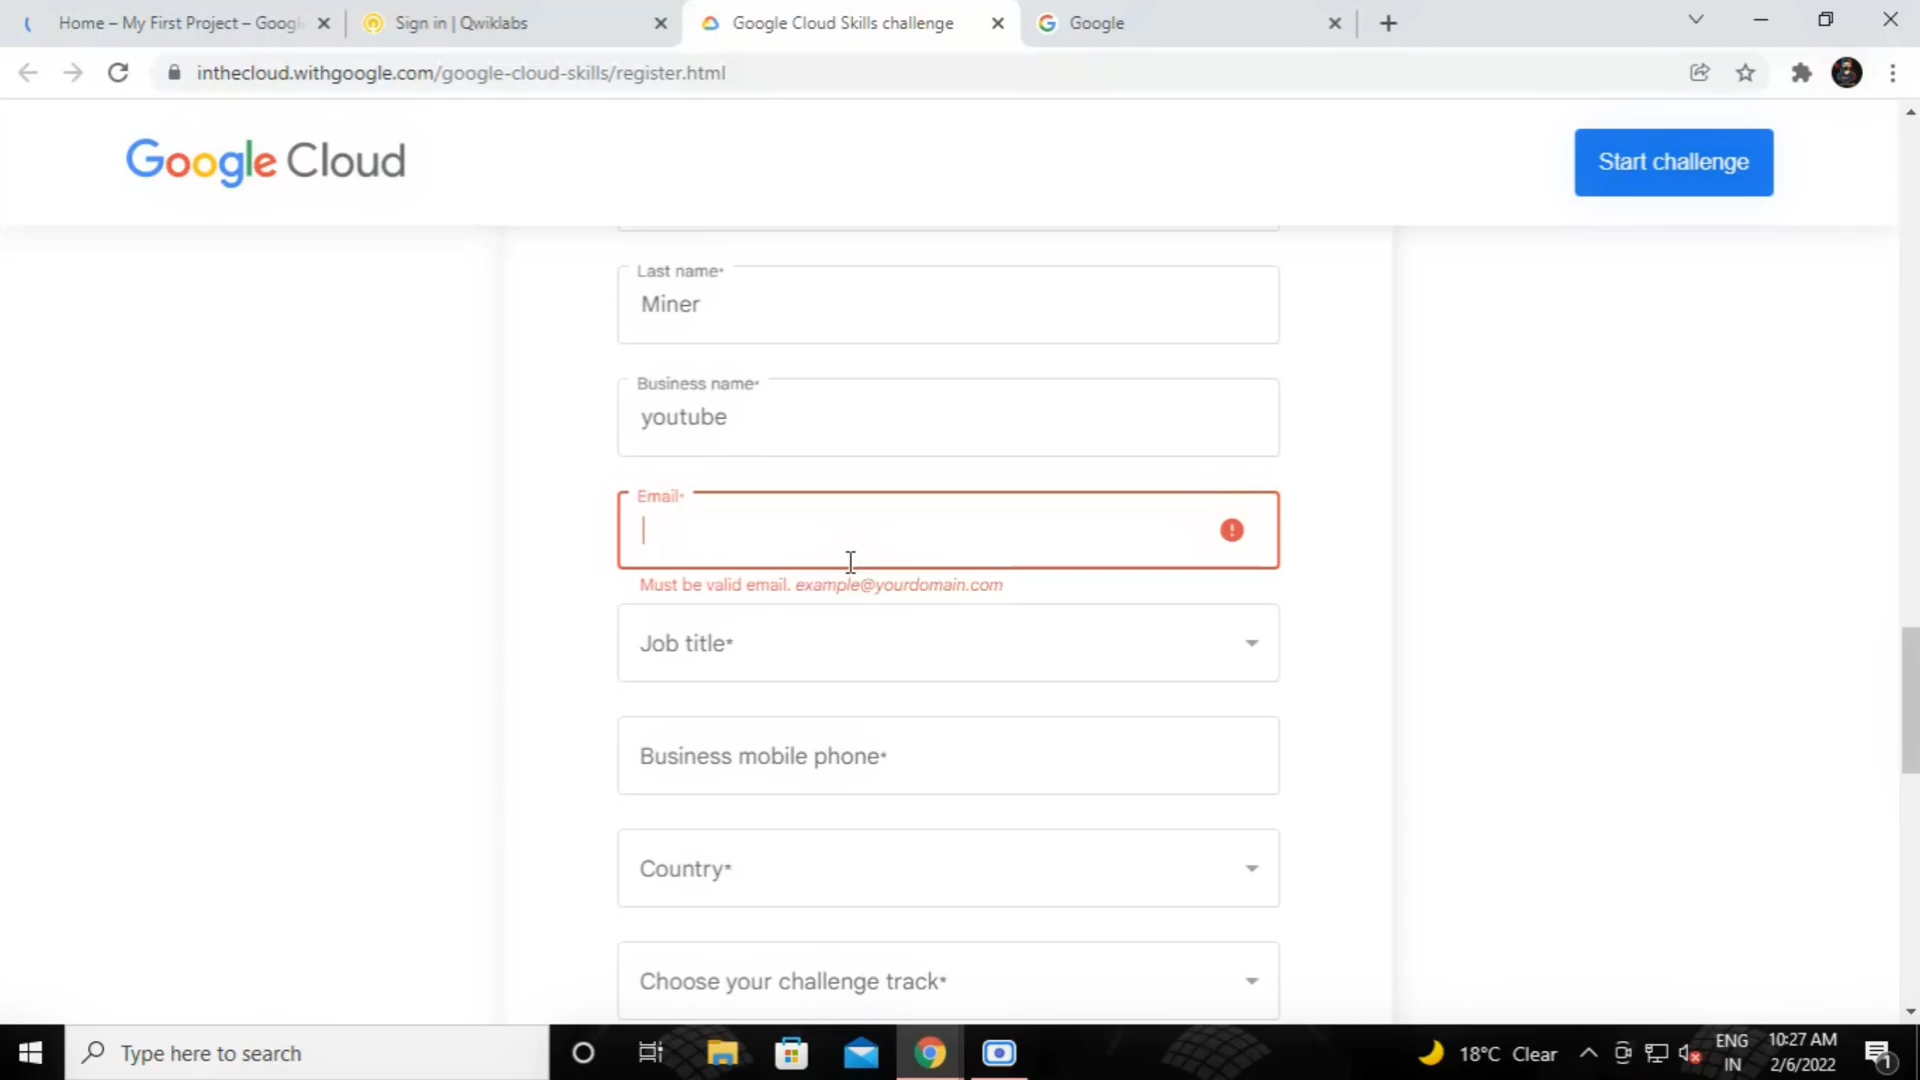 Home – My First Project – Googl
Sign in | Qwiklabs
Google Cloud Skills challenge
Google
inthecloud.withgoogle.com/google-cloud-skills/register.html
Google Cloud
Start challenge
Last name*
Miner
Business name*
youtube
Email*
Must be valid email. example@yourdomain.com
Job title*
Business mobile phone*
Country*
Choose your challenge track*
Type here to search
18°C Clear
ENG
IN
10:27 AM
2/6/2022
1